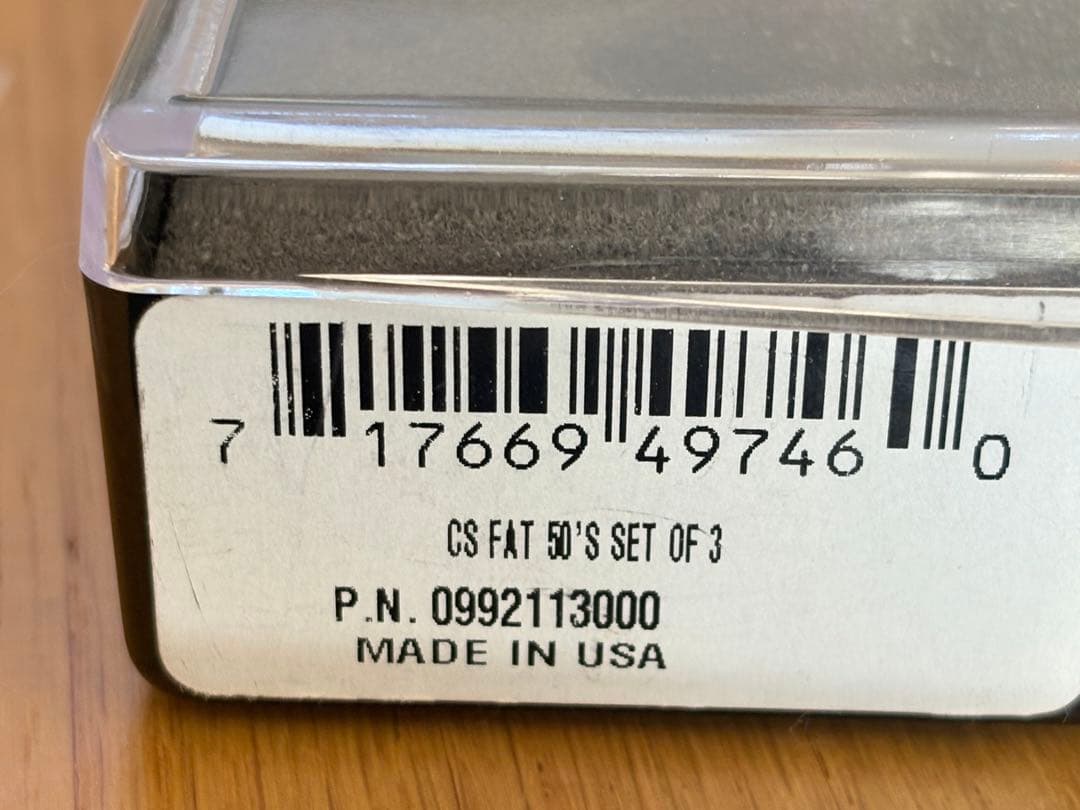 7 17669 49746 0
CS FAT 50'S SET OF 3
P.N. 0992113000
MADE IN USA